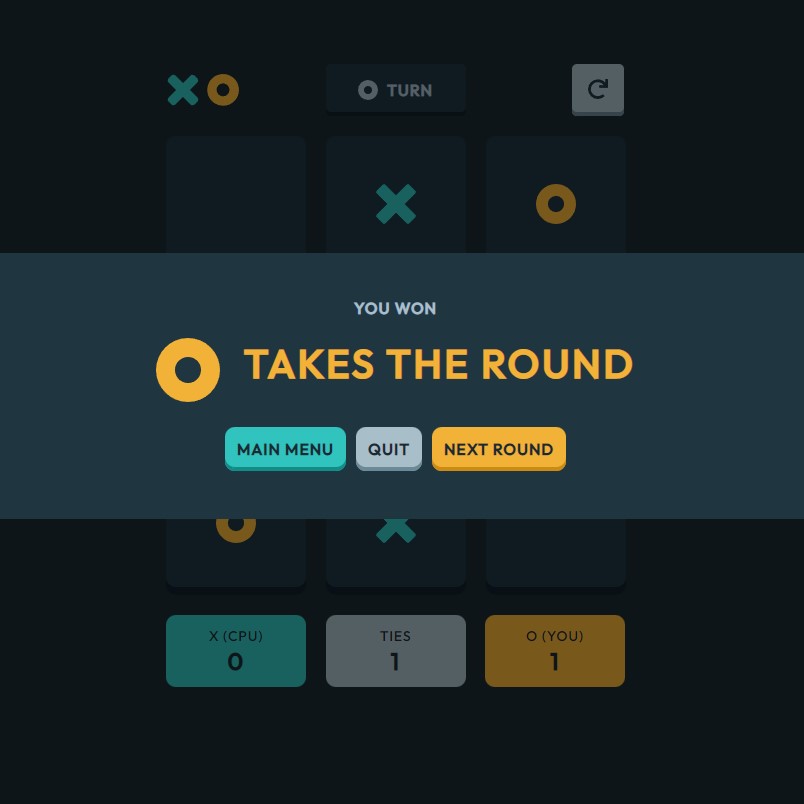 TURN
YOU WON
TAKES THE ROUND
MAIN MENU
QUIT
NEXT ROUND
X (CPU)
0
TIES
1
O (YOU)
1